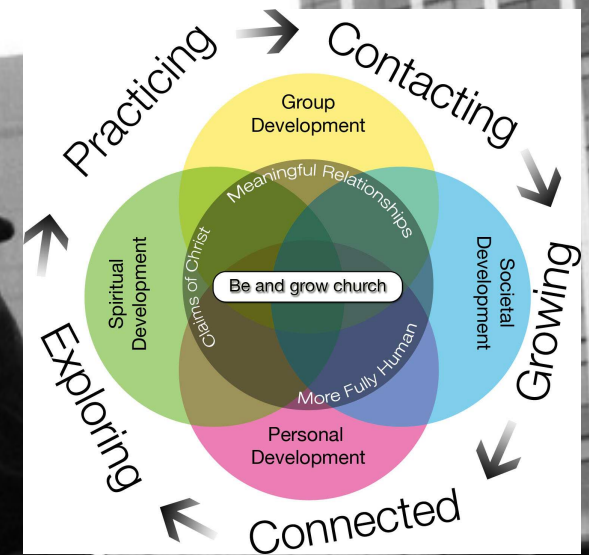 Practicing
Contacting
Growing
Connected
Exploring
Group
Development
Meaningful Relationships
Claims of Christ
Spiritual
Development
Be and grow church
Societal
Development
More Fully Human
Personal
Development